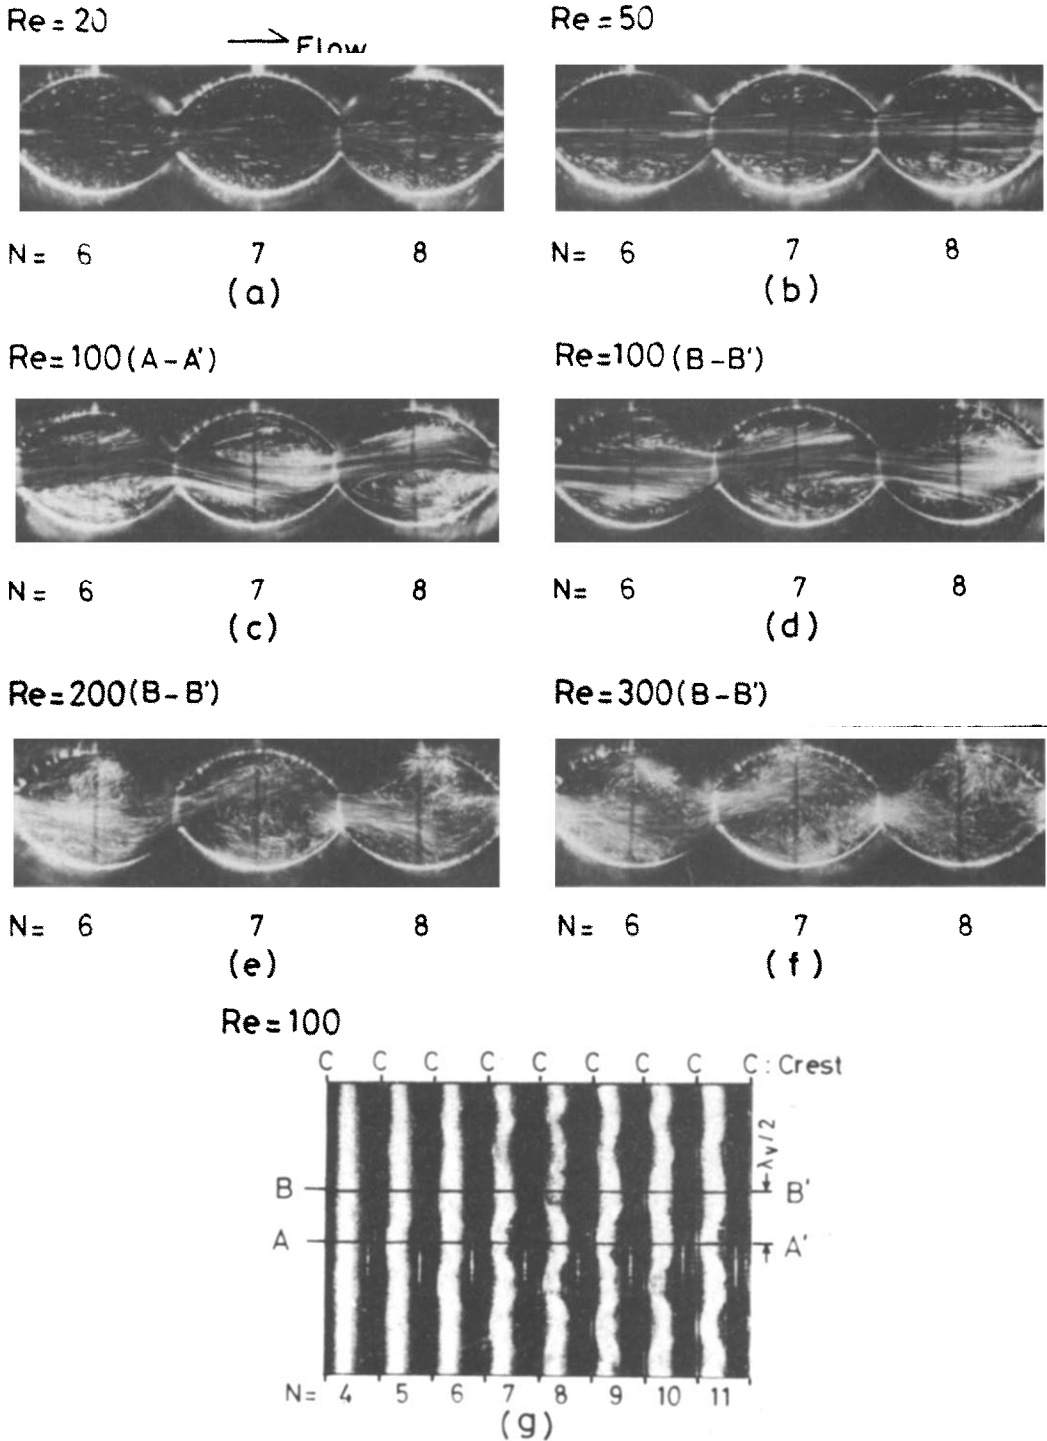 Re=20
Re=50
Flow
N= 6 7 8
N= 6 7 8
(a)
(b)
Re=100(A-A')
Re=100(B-B')
N= 6 7 8
N= 6 7 8
(c)
(d)
Re=200(B-B')
Re=300(B-B')
N= 6 7 8
N= 6 7 8
(e)
(f)
Re=100
C C C C C C C C C : Crest
λv/2
B B'
A A'
N= 4 5 6 7 8 9 10 11
(g)